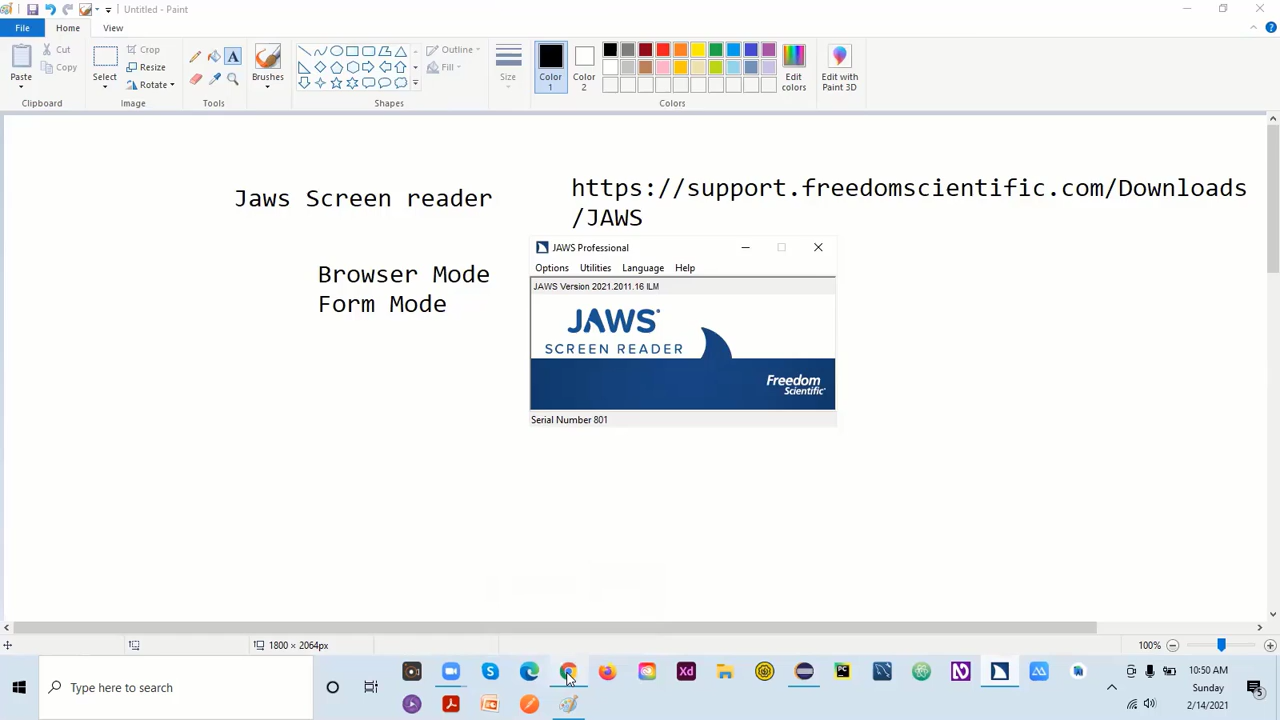 Untitled - Paint
File
Home
View
Paste
Cut
Copy
Clipboard
Select
Crop
Resize
Rotate
Image
A
Tools
Brushes
Shapes
Outline
Fill
Size
Color 1
Color 2
Colors
Edit colors
Edit with Paint 3D
Jaws Screen reader
https://support.freedomscientific.com/Downloads
/JAWS
Browser Mode
Form Mode
JAWS Professional
Options Utilities Language Help
JAWS Version 2021.2011.16 ILM
JAWS
SCREEN READER
Freedom
Scientific
Serial Number 801
1800 × 2064px
100%
Type here to search
Xd
PC
10:50 AM
Sunday
2/14/2021
5